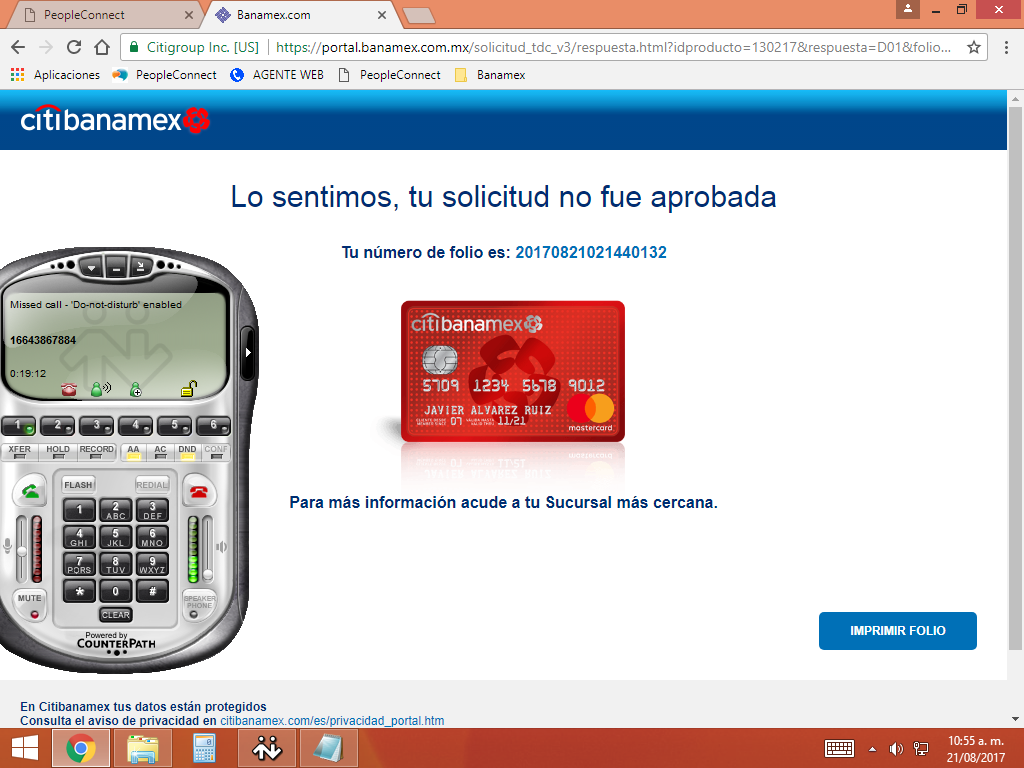 PeopleConnect
Banamex.com
Citigroup Inc. [US]
https://portal.banamex.com.mx/solicitud_tdc_v3/respuesta.html?idproducto=130217&respuesta=D01&folio...
Aplicaciones
PeopleConnect
AGENTE WEB
PeopleConnect
Banamex
citibanamex
Lo sentimos, tu solicitud no fue aprobada
Tu número de folio es: 20170821021440132
Missed call - 'Do-not-disturb' enabled
16643867884
0:19:12
1 2 3 4 5 6
XFER HOLD RECORD AA AC DND CONF
FLASH REDIAL
1 2 ABC 3 DEF
4 GHI 5 JKL 6 MNO
7 PQRS 8 TUV 9 WXYZ
* 0 #
MUTE
SPEAKER PHONE
CLEAR
Powered by
COUNTERPATH
citibanamex
5709 1234 5678 9012
JAVIER ALVAREZ RUIZ
07
11/21
mastercard
Para más información acude a tu Sucursal más cercana.
IMPRIMIR FOLIO
En Citibanamex tus datos están protegidos
Consulta el aviso de privacidad en citibanamex.com/es/privacidad_portal.htm
10:55 a. m.
21/08/2017